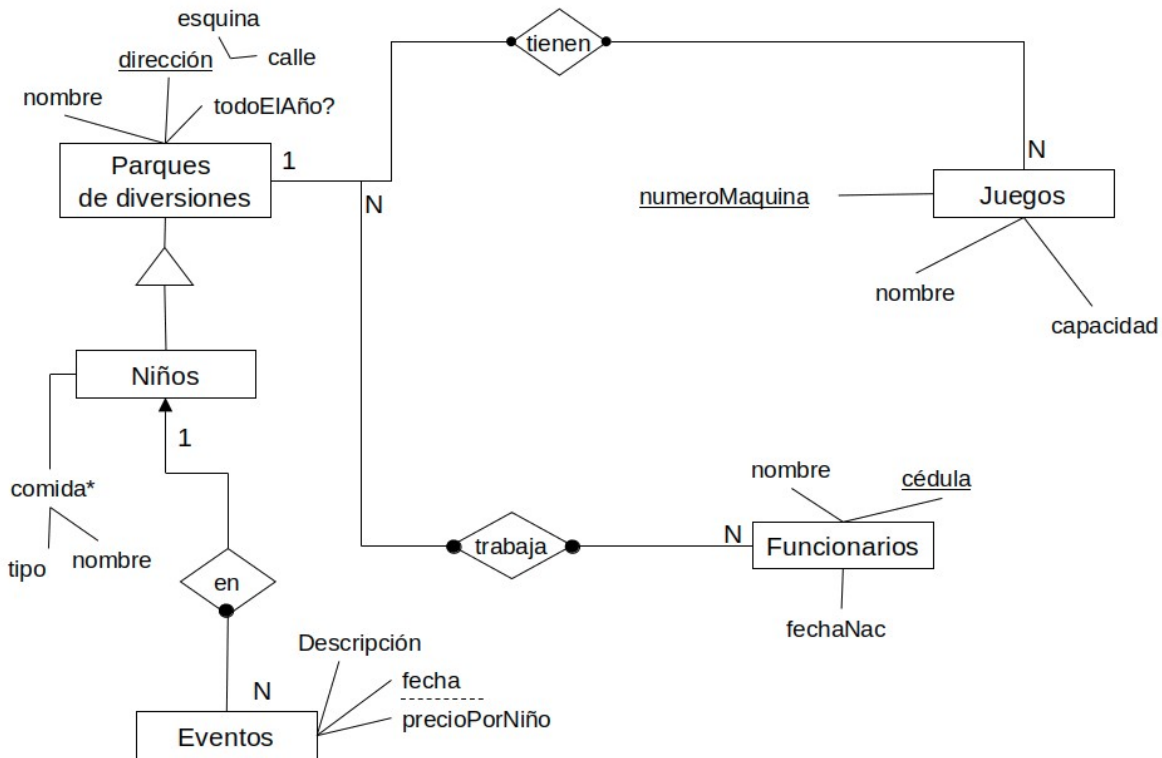 esquina
calle
dirección
nombre
todoElAño?
Parques
de diversiones
1
N
tienen
N
Juegos
numeroMaquina
nombre
capacidad
Niños
1
comida*
tipo
nombre
en
trabaja
N
nombre
cédula
Funcionarios
fechaNac
N
Descripción
fecha
precioPorNiño
Eventos